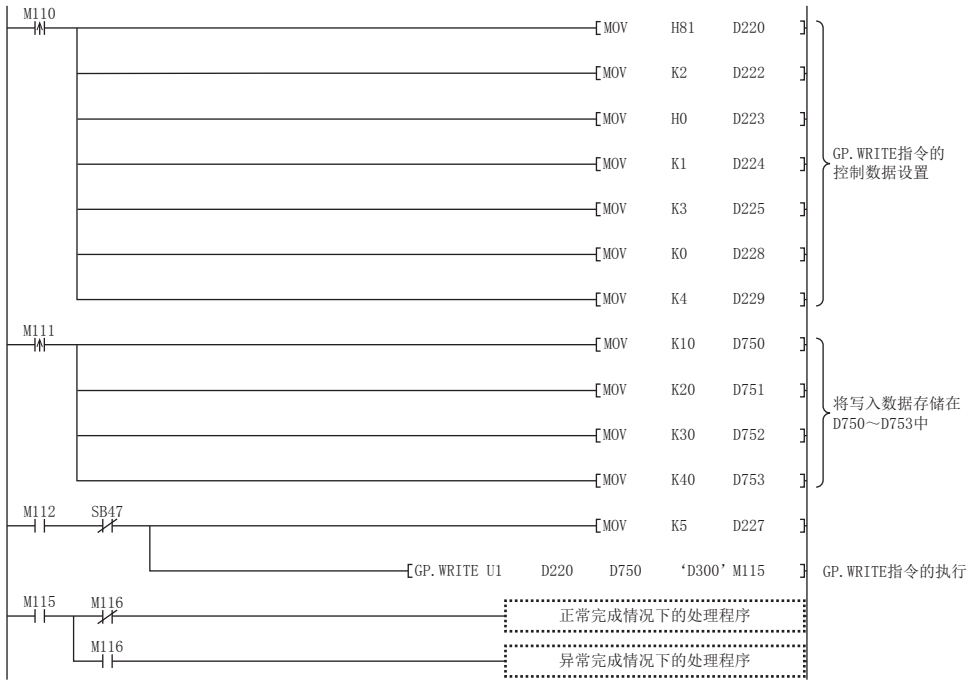 M110
MOV H81 D220
MOV K2 D222
MOV H0 D223
MOV K1 D224
MOV K3 D225
MOV K0 D228
MOV K4 D229
GP.WRITE指令的
控制数据设置
M111
MOV K10 D750
MOV K20 D751
MOV K30 D752
MOV K40 D753
将写入数据存储在
D750～D753中
M112 SB47
MOV K5 D227
GP.WRITE U1 D220 D750 ‘D300’ M115
GP.WRITE指令的执行
M115 M116
正常完成情况下的处理程序
M116
异常完成情况下的处理程序